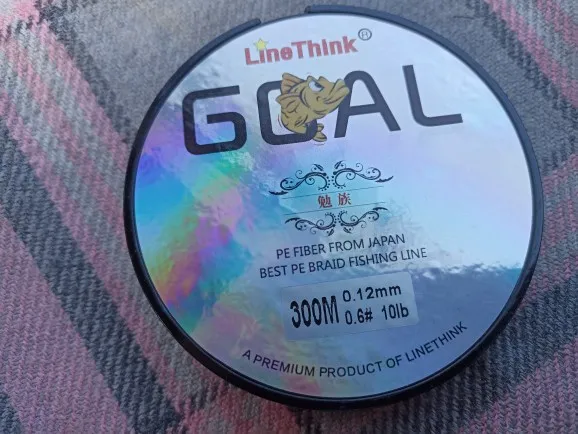 LineThink®
GOAL
勉族
PE FIBER FROM JAPAN
BEST PE BRAID FISHING LINE
300M 0.12mm
0.6# 10lb
A PREMIUM PRODUCT OF LINETHINK